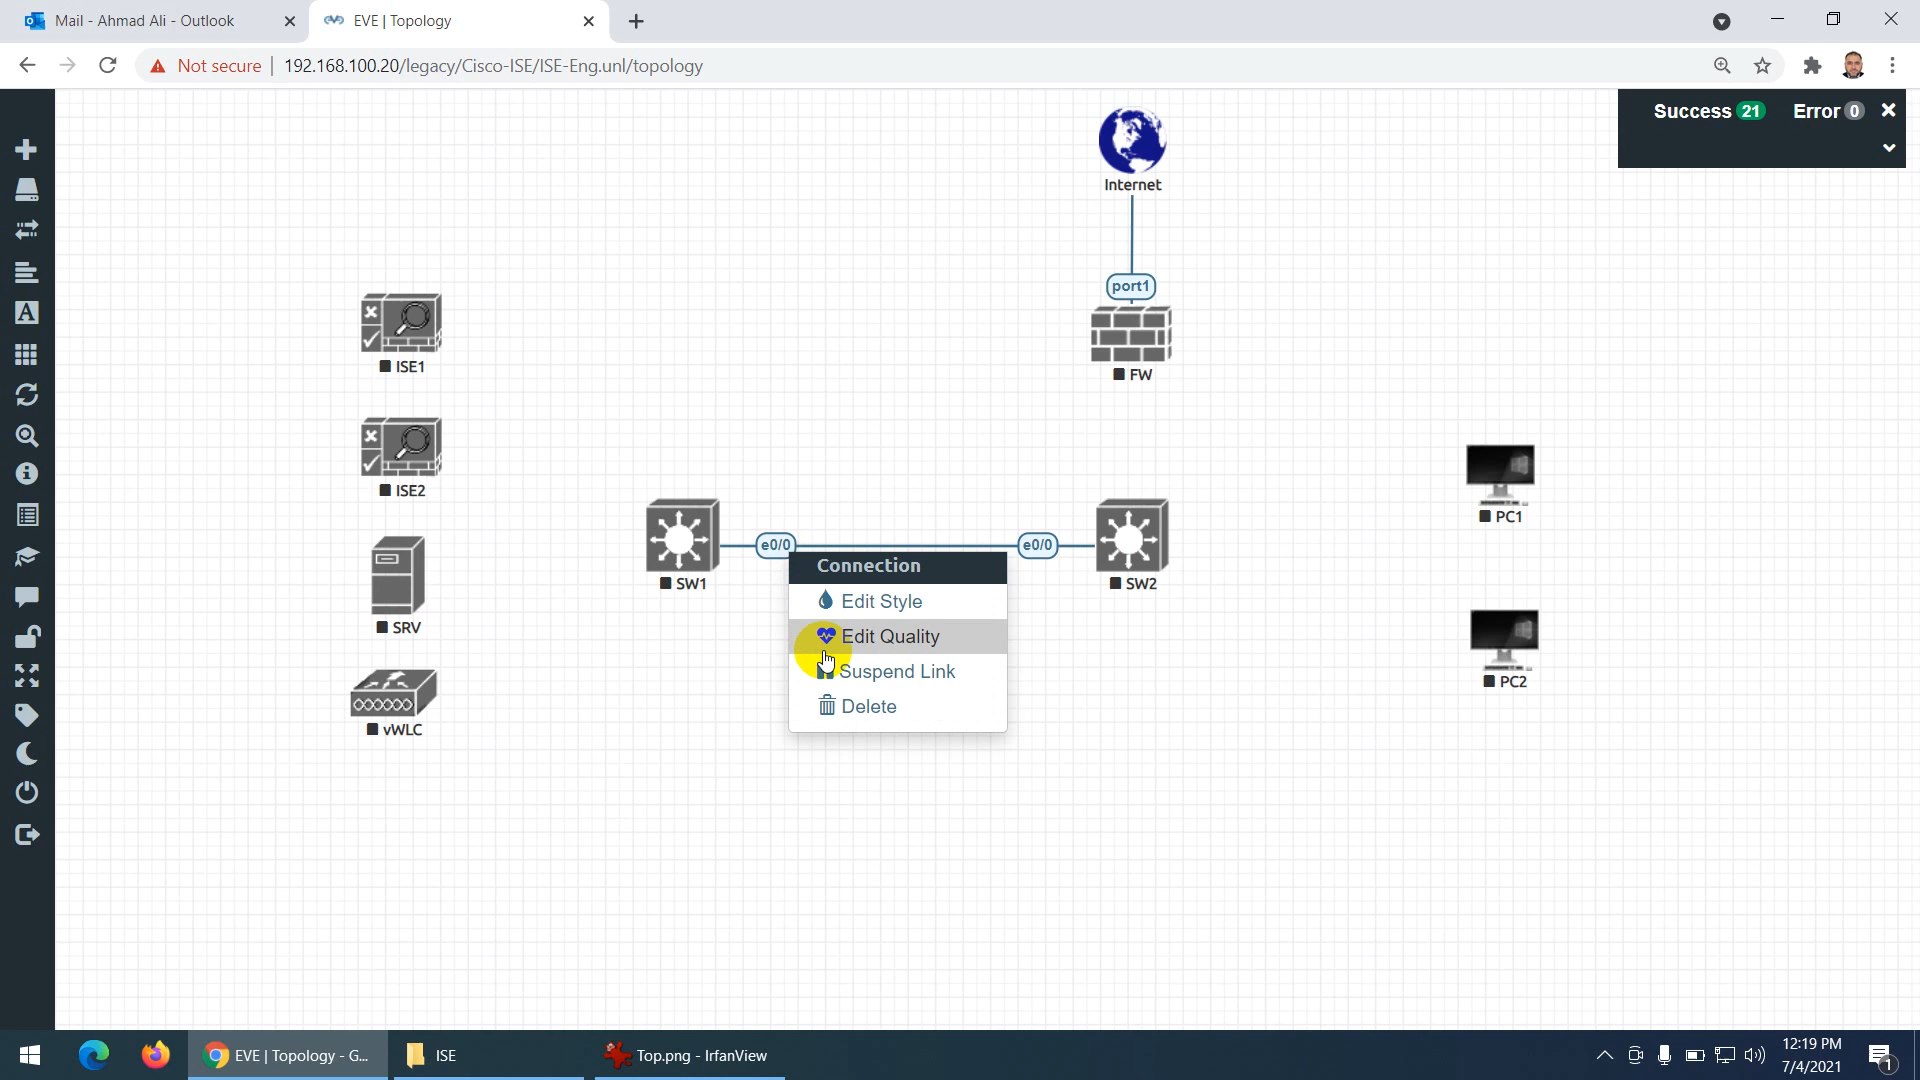 Mail - Ahmad Ali - Outlook
EVE | Topology
Not secure
192.168.100.20/legacy/Cisco-ISE/ISE-Eng.unl/topology
Success 21 Error 0
Internet
port1
FW
ISE1
ISE2
SRV
vWLC
SW1
e0/0
e0/0
SW2
PC1
PC2
Connection
Edit Style
Edit Quality
Suspend Link
Delete
EVE | Topology - G...
ISE
Top.png - IrfanView
12:19 PM
7/4/2021
1